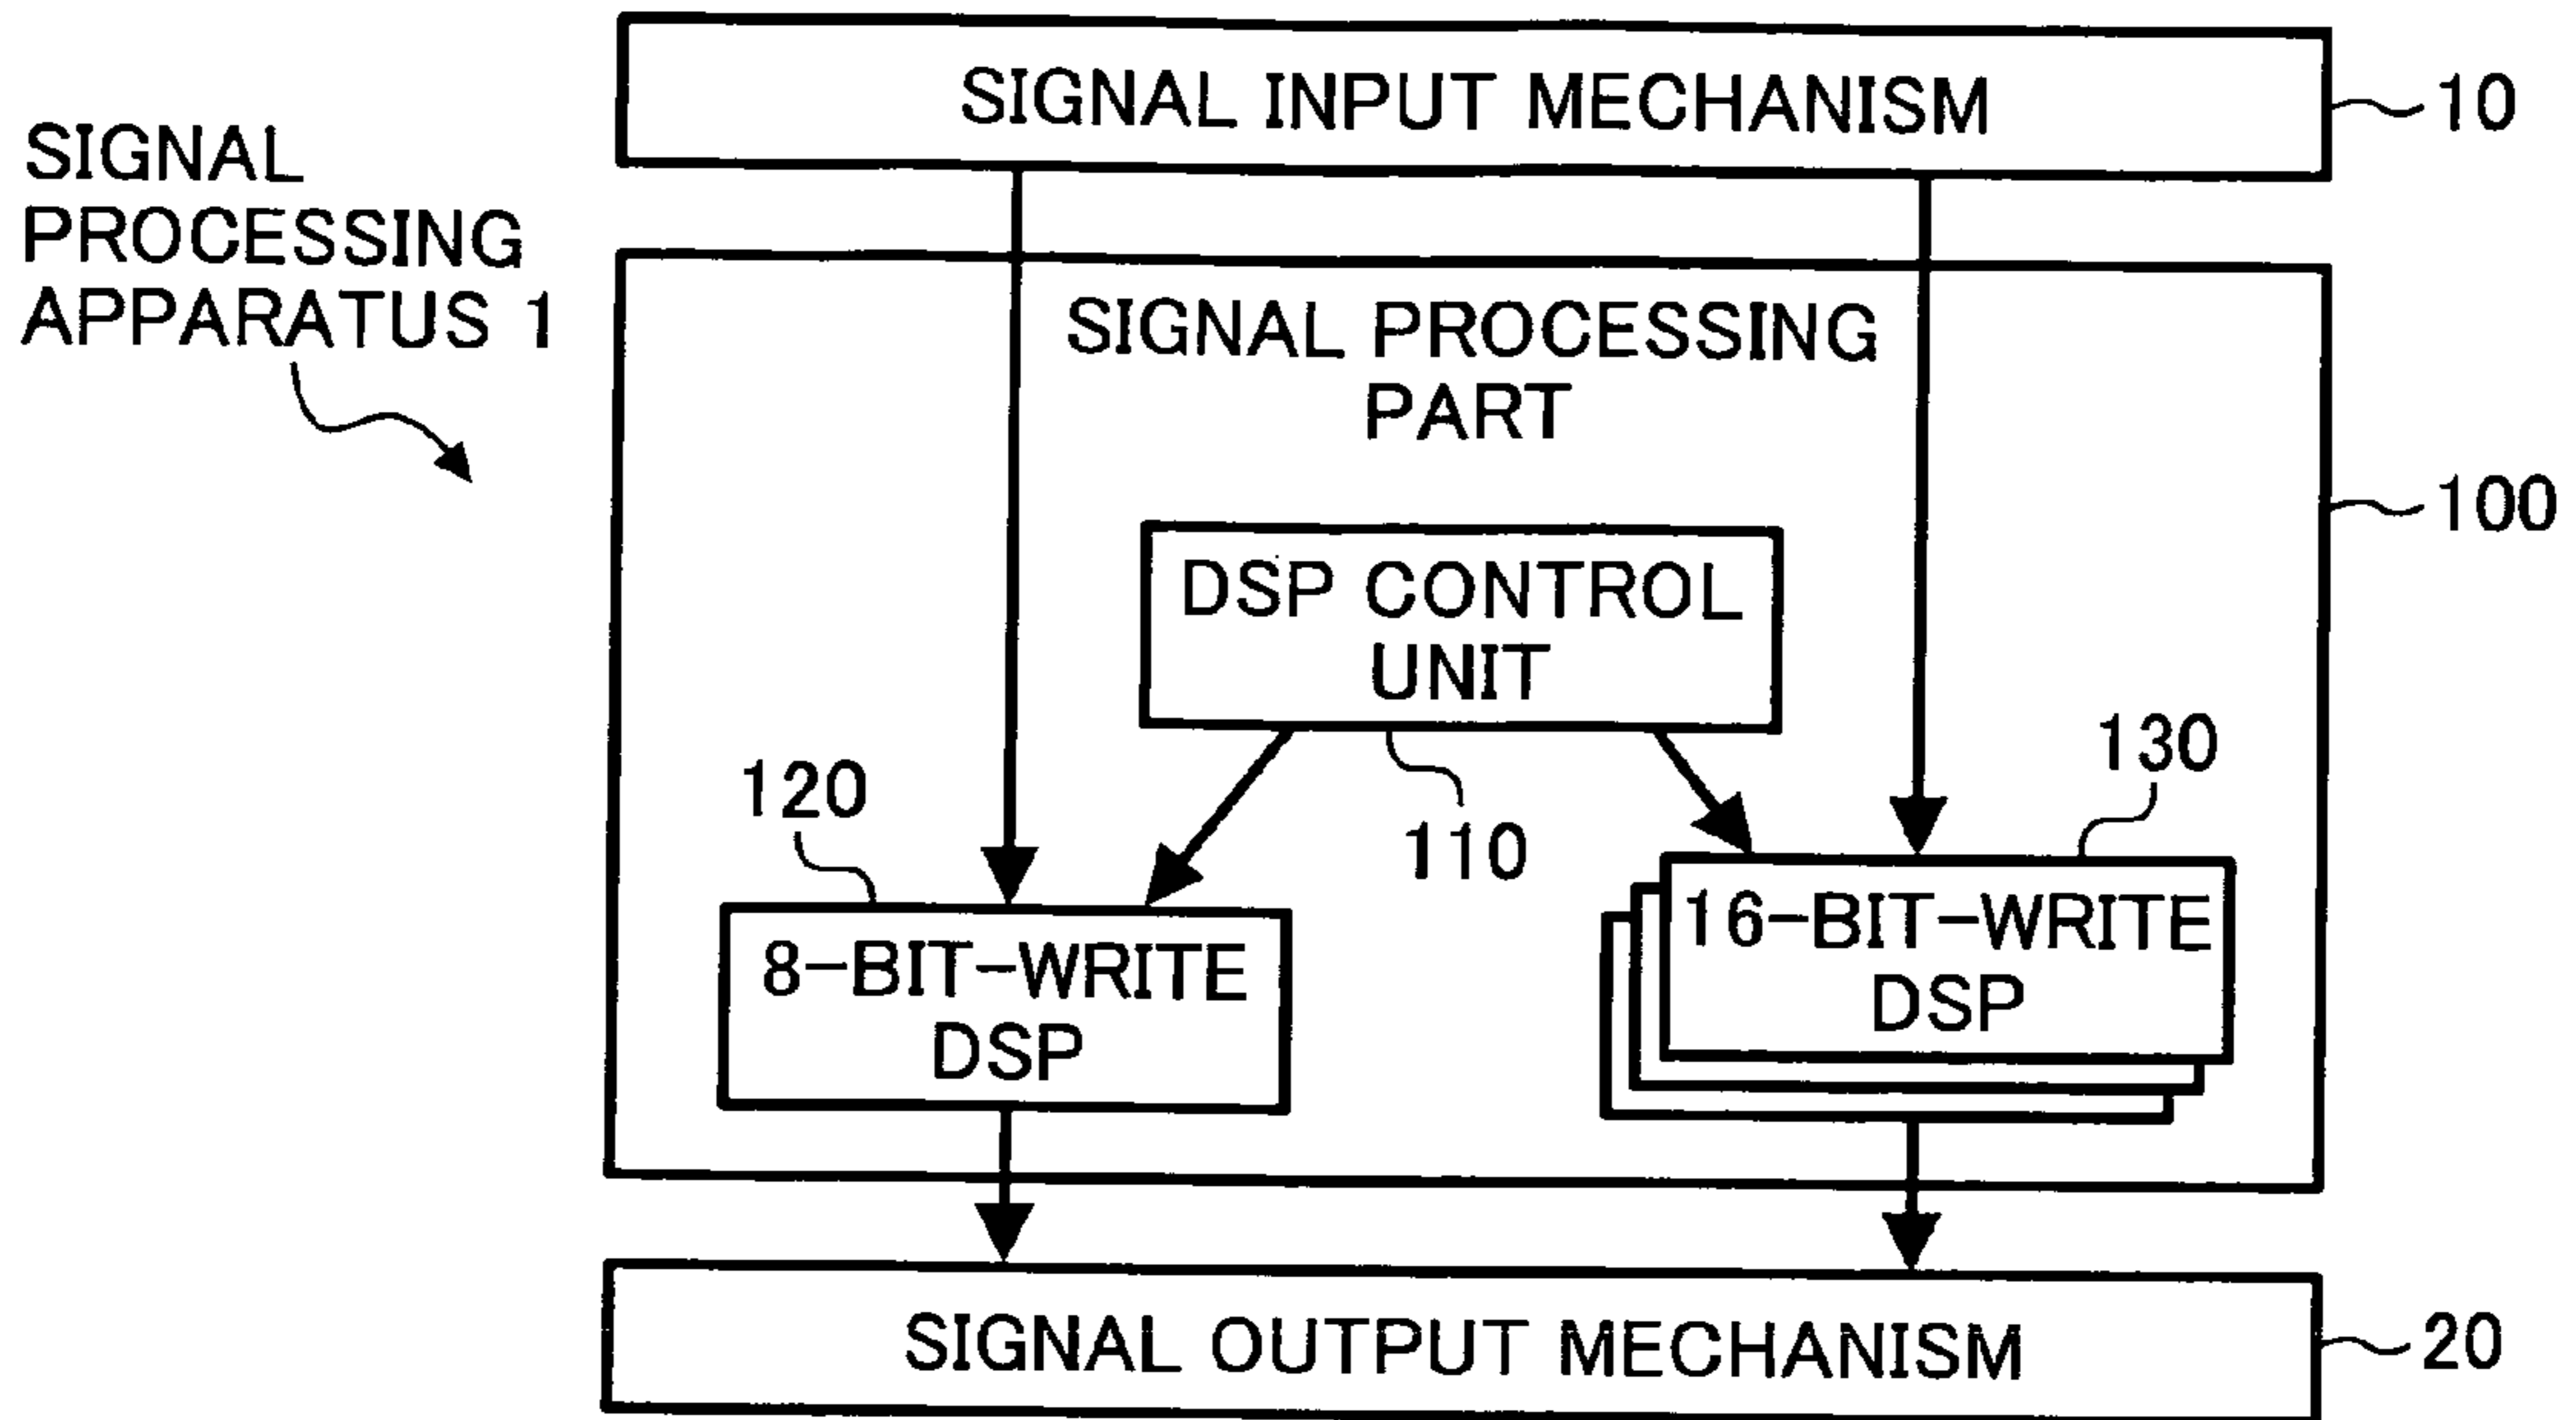 SIGNAL INPUT MECHANISM
10
SIGNAL
PROCESSING
APPARATUS 1
SIGNAL PROCESSING
PART
100
DSP CONTROL
UNIT
110
120
130
8-BIT-WRITE
DSP
16-BIT-WRITE
DSP
SIGNAL OUTPUT MECHANISM
20